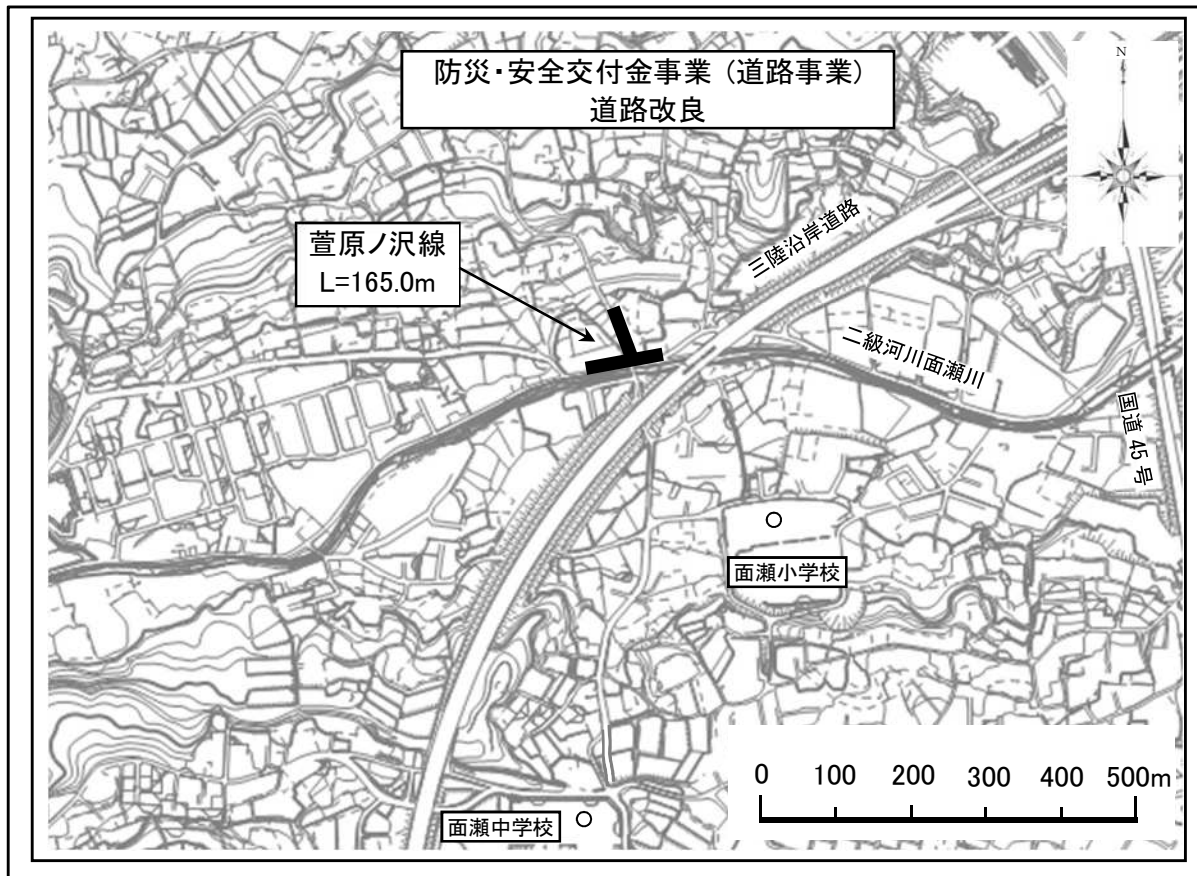 防災・安全交付金事業（道路事業）
道路改良
N
三陸沿岸道路
萱原ノ沢線
L=165.0m
二級河川面瀬川
国道45号
面瀬小学校
0 100 200 300 400 500m
面瀬中学校